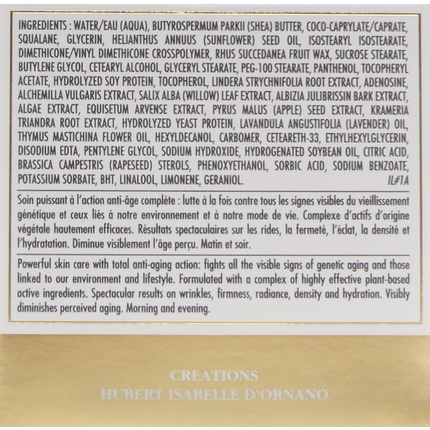 INGREDIENTS : WATER/EAU (AQUA), BUTYROSPERMUM PARKII (SHEA) BUTTER, COCO-CAPRYLATE/CAPRATE,
SQUALANE, GLYCERIN, HELIANTHUS ANNUUS (SUNFLOWER) SEED OIL, ISOSTEARYL ISOSTEARATE,
DIMETHICONE/VINYL DIMETHICONE CROSSPOLYMER, RHUS SUCCEDANEA FRUIT WAX, SUCROSE STEARATE,
BUTYLENE GLYCOL, CETEARYL ALCOHOL, GLYCERYL STEARATE, PEG-100 STEARATE, PANTHENOL, TOCOPHERYL
ACETATE, HYDROLYZED SOY PROTEIN, TOCOPHEROL, LINDERA STRYCHNIFOLIA ROOT EXTRACT, ADENOSINE,
ALCHEMILLA VULGARIS EXTRACT, SALIX ALBA (WILLOW) LEAF EXTRACT, ALBIZIA JULIBRISSIN BARK EXTRACT,
ALGAE EXTRACT, EQUISETUM ARVENSE EXTRACT, PYRUS MALUS (APPLE) SEED EXTRACT, KRAMERIA
TRIANDRA ROOT EXTRACT, HYDROLYZED YEAST PROTEIN, LAVANDULA ANGUSTIFOLIA (LAVENDER) OIL,
THYMUS MASTICHINA FLOWER OIL, HEXYLDECANOL, CARBOMER, CETEARETH-33, ETHYLHEXYLGLYCERIN,
DISODIUM EDTA, PENTYLENE GLYCOL, SODIUM HYDROXIDE, HYDROGENATED SOYBEAN OIL, CITRIC ACID,
BRASSICA CAMPESTRIS (RAPESEED) STEROLS, PHENOXYETHANOL, SORBIC ACID, SODIUM BENZOATE,
POTASSIUM SORBATE, BHT, LINALOOL, LIMONENE, GERANIOL. IL#1A
Soin puissant à l'action anti-âge complète : lutte à la fois contre tous les signes visibles du vieillissement
génétique et ceux liés à notre environnement et à notre mode de vie. Complexe d'actifs d'origine
végétale hautement efficaces. Résultats spectaculaires sur les rides, la fermeté, l'éclat, la densité et
l'hydratation. Diminue visiblement l'âge perçu. Matin et soir.
Powerful skin care with total anti-aging action: fights all the visible signs of genetic aging and those
linked to our environment and lifestyle. Formulated with a complex of highly effective plant-based
active ingredients. Spectacular results on wrinkles, firmness, radiance, density and hydration. Visibly
diminishes perceived aging. Morning and evening.
CREATIONS
HUBERT ISABELLE D'ORNANO